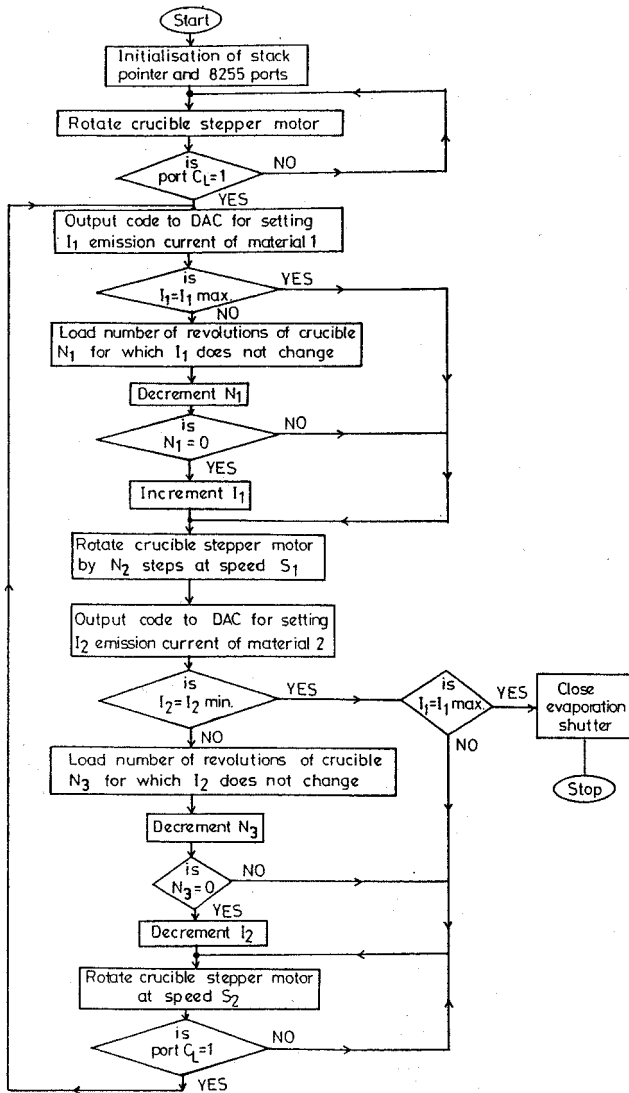 Start
Initialisation of stack
pointer and 8255 ports
Rotate crucible stepper motor
is
port C_L=1
NO
YES
Output code to DAC for setting
I_1 emission current of material 1
is
I_1=I_1 max.
YES
NO
Load number of revolutions of crucible
N_1 for which I_1 does not change
Decrement N_1
is
N_1=0
NO
YES
Increment I_1
Rotate crucible stepper motor
by N_2 steps at speed S_1
Output code to DAC for setting
I_2 emission current of material 2
is
I_2=I_2 min.
YES
NO
is
I_1=I_1 max.
YES
NO
Close
evaporation
shutter
Stop
Load number of revolutions of crucible
N_3 for which I_2 does not change
Decrement N_3
is
N_3=0
NO
YES
Decrement I_2
Rotate crucible stepper motor
at speed S_2
is
port C_L=1
NO
YES